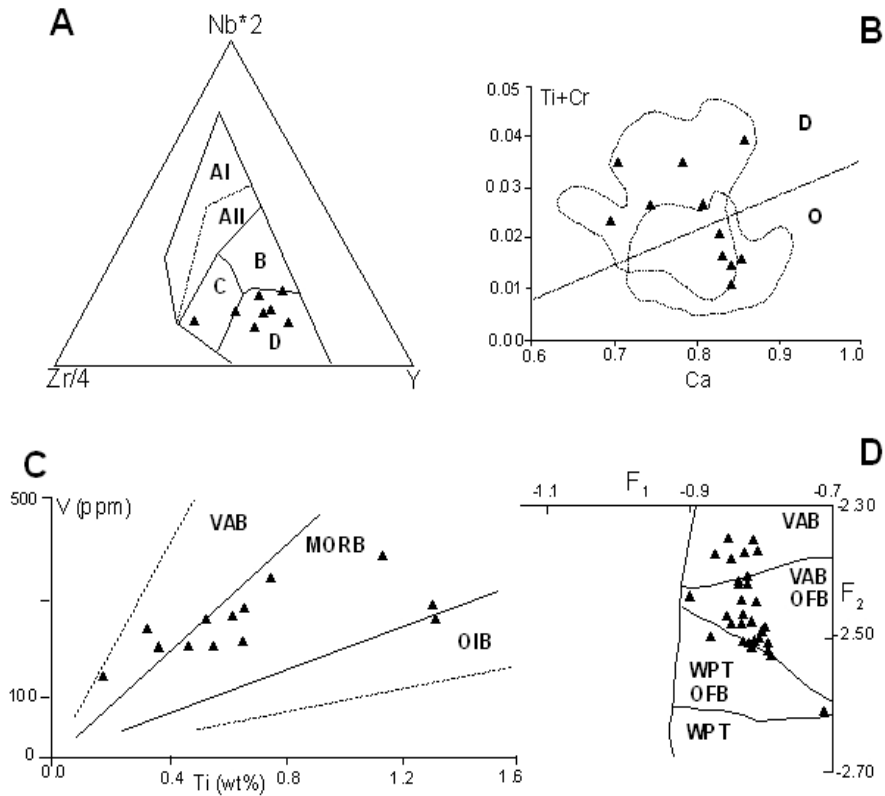 A
Nb*2
AI
AII
B
C
D
Zr/4
Y
B
Ti+Cr
0.05
0.04
0.03
0.02
0.01
0.00
D
O
0.6
0.7
0.8
0.9
1.0
Ca
C
500
V (ppm)
100
0
VAB
MORB
OIB
0.0
0.4
0.8
1.2
1.6
Ti (wt%)
D
F1
-1.1
-0.9
-0.7
-2.30
VAB
VAB
OFB
F2
-2.50
WPT
OFB
WPT
-2.70